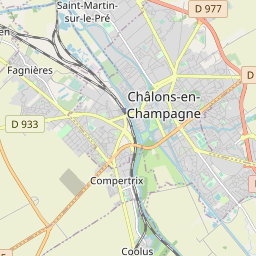 Saint-Martin-
sur-le-Pré
D 977
Fagnières
Châlons-en-
Champagne
D 933
Compertrix
Coolus